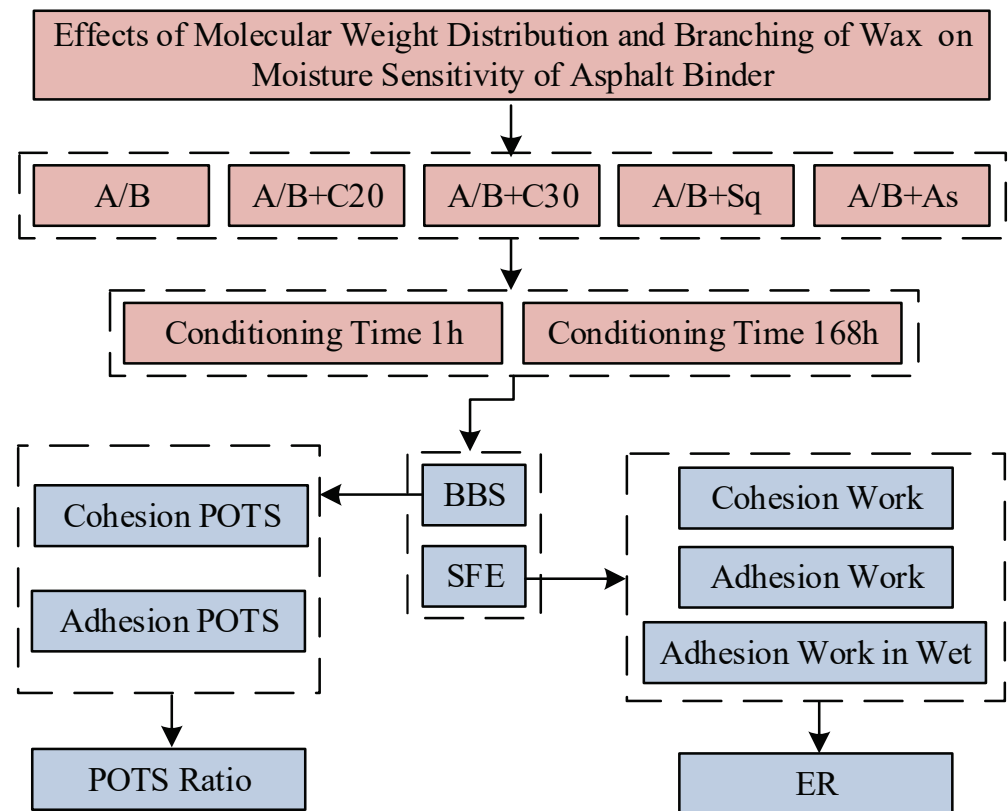 Effects of Molecular Weight Distribution and Branching of Wax on
Moisture Sensitivity of Asphalt Binder
A/B
A/B+C20
A/B+C30
A/B+Sq
A/B+As
Conditioning Time 1h
Conditioning Time 168h
BBS
SFE
Cohesion POTS
Adhesion POTS
POTS Ratio
Cohesion Work
Adhesion Work
Adhesion Work in Wet
ER